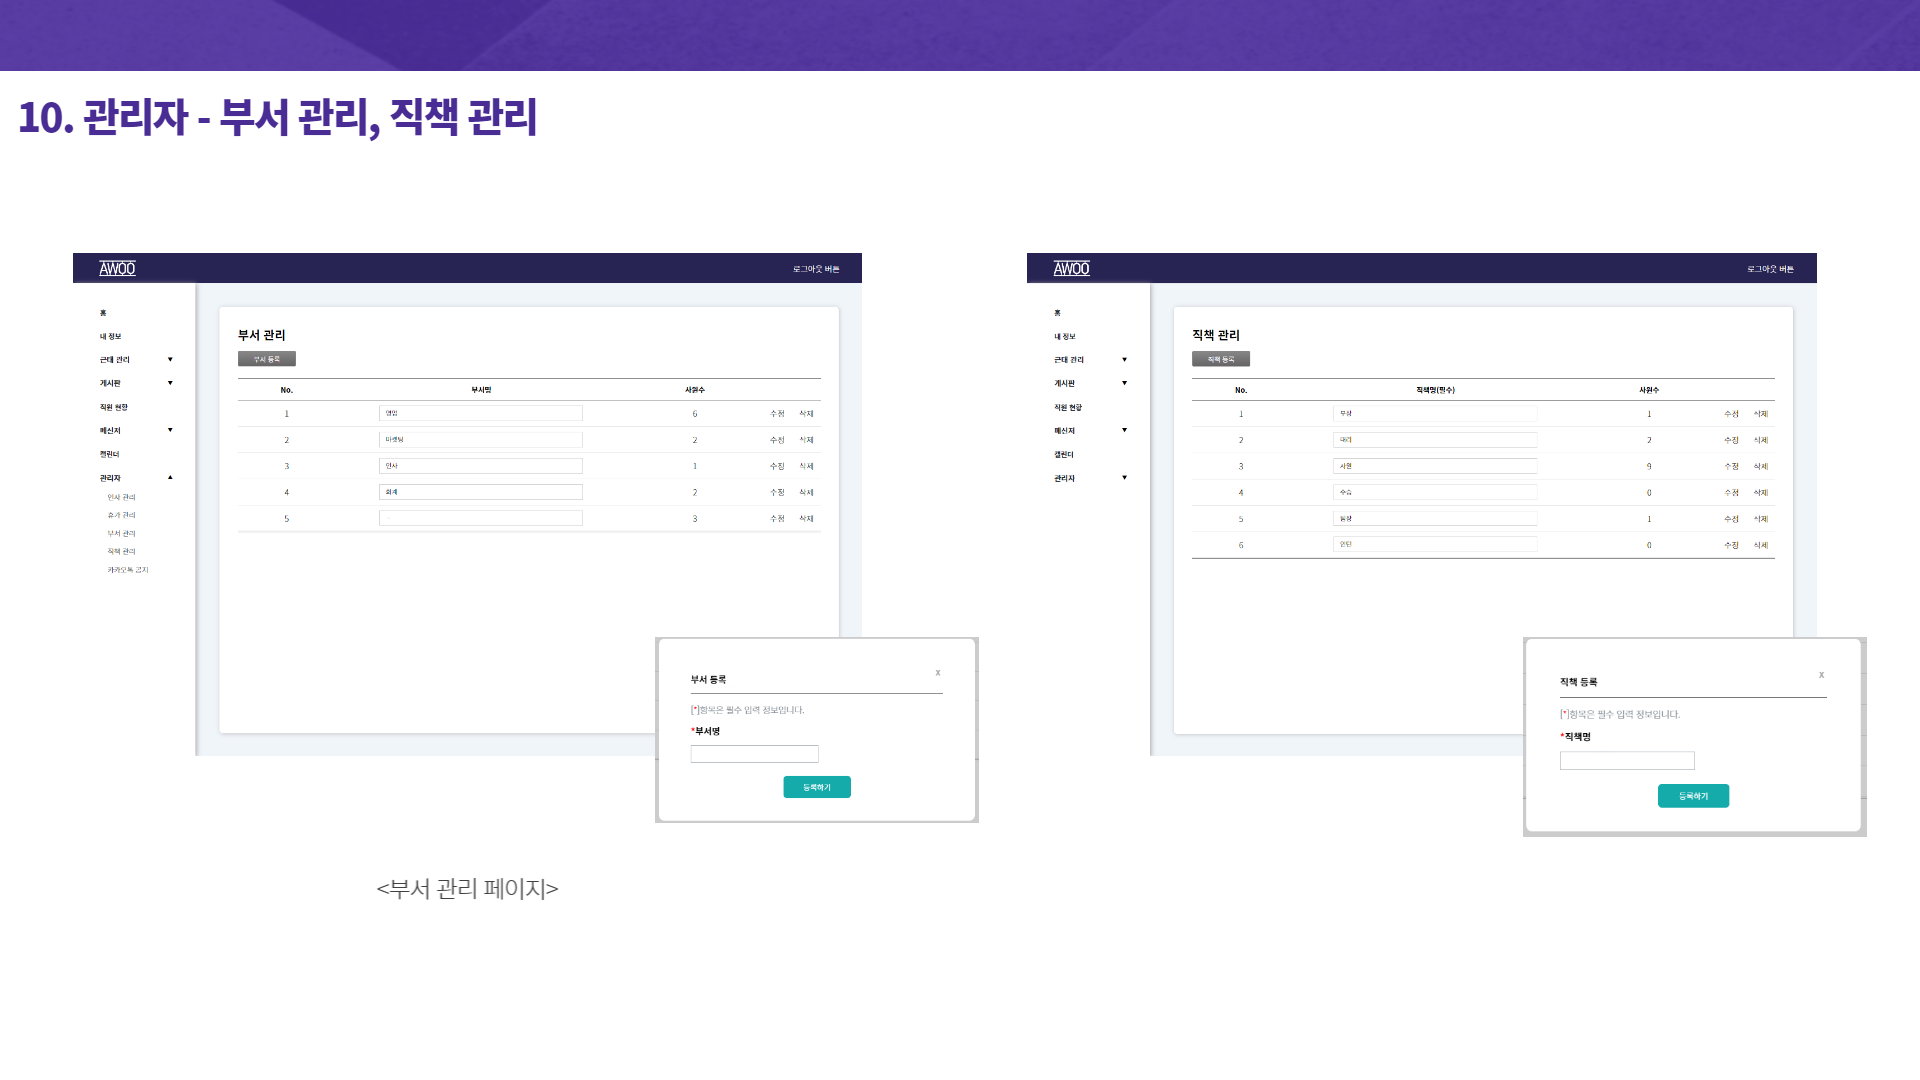 10. 관리자 - 부서 관리, 직책 관리
AWOO
로그아웃 버튼
홈
내 정보
근태 관리 ▼
게시판 ▼
직원 현황
메신저 ▼
캘린더
관리자 ▲
인사 관리
휴가 관리
부서 관리
직책 관리
카카오톡 공지
부서 관리
부서 등록
No. 부서명 사원수
1 영업 6 수정 삭제
2 마케팅 2 수정 삭제
3 인사 1 수정 삭제
4 회계 2 수정 삭제
5 3 수정 삭제
부서 등록 x
[*]항목은 필수 입력 정보입니다.
*부서명
등록하기
<부서 관리 페이지>
AWOO
로그아웃 버튼
홈
내 정보
근태 관리 ▼
게시판 ▼
직원 현황
메신저 ▼
캘린더
관리자 ▼
직책 관리
직책 등록
No. 직책명(필수) 사원수
1 부장 1 수정 삭제
2 대리 2 수정 삭제
3 사원 9 수정 삭제
4 수습 0 수정 삭제
5 팀장 1 수정 삭제
6 인턴 0 수정 삭제
직책 등록 x
[*]항목은 필수 입력 정보입니다.
*직책명
등록하기